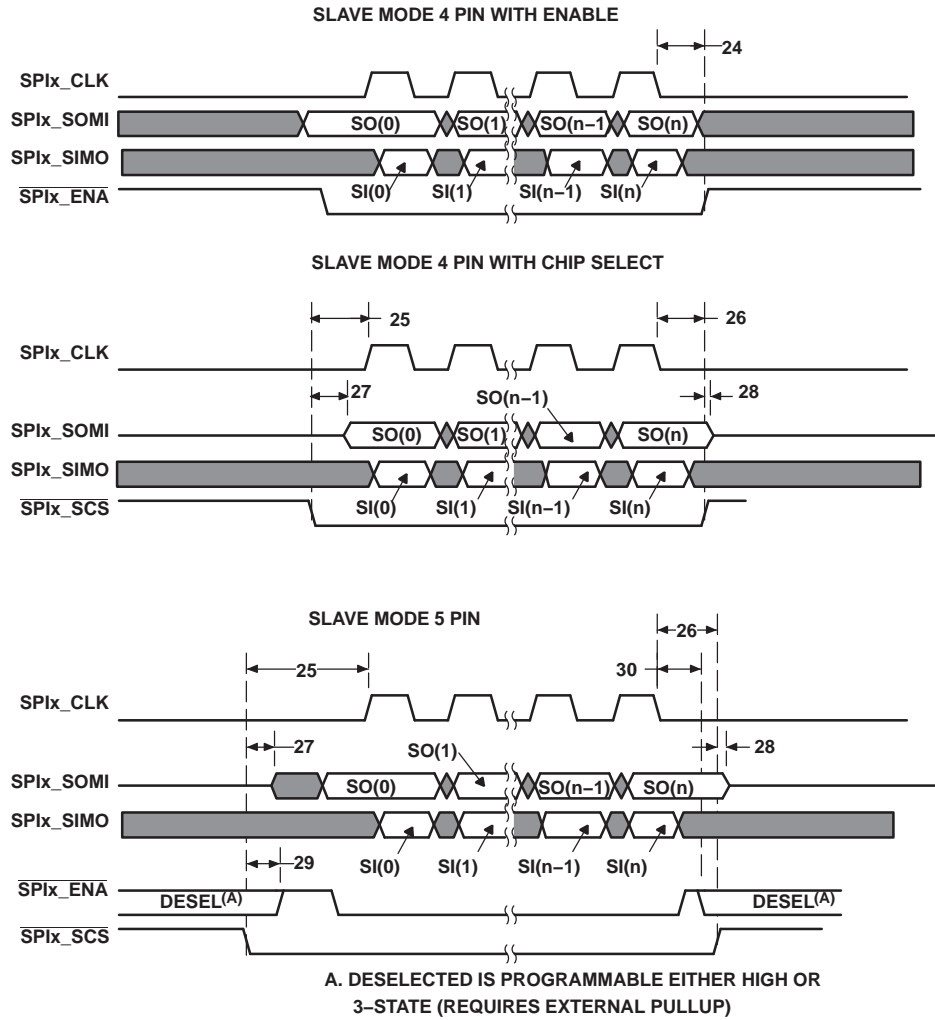 SLAVE MODE 4 PIN WITH ENABLE
24
SPIx_CLK
SPIx_SOMI SO(0) SO(1) SO(n−1 SO(n)
SPIx_SIMO
SI(0) SI(1) SI(n−1) SI(n)
SPIx_ENA
SLAVE MODE 4 PIN WITH CHIP SELECT
25 26
SPIx_CLK
27 SO(n−1) 28
SPIx_SOMI SO(0) SO(1) SO(n)
SPIx_SIMO
SI(0) SI(1) SI(n−1) SI(n)
SPIx_SCS
SLAVE MODE 5 PIN
26
25 30
SPIx_CLK
27 SO(1) 28
SPIx_SOMI SO(0) SO(n−1) SO(n)
SPIx_SIMO
29 SI(0) SI(1) SI(n−1) SI(n)
SPIx_ENA DESEL(A) DESEL(A)
SPIx_SCS
A. DESELECTED IS PROGRAMMABLE EITHER HIGH OR
3−STATE (REQUIRES EXTERNAL PULLUP)